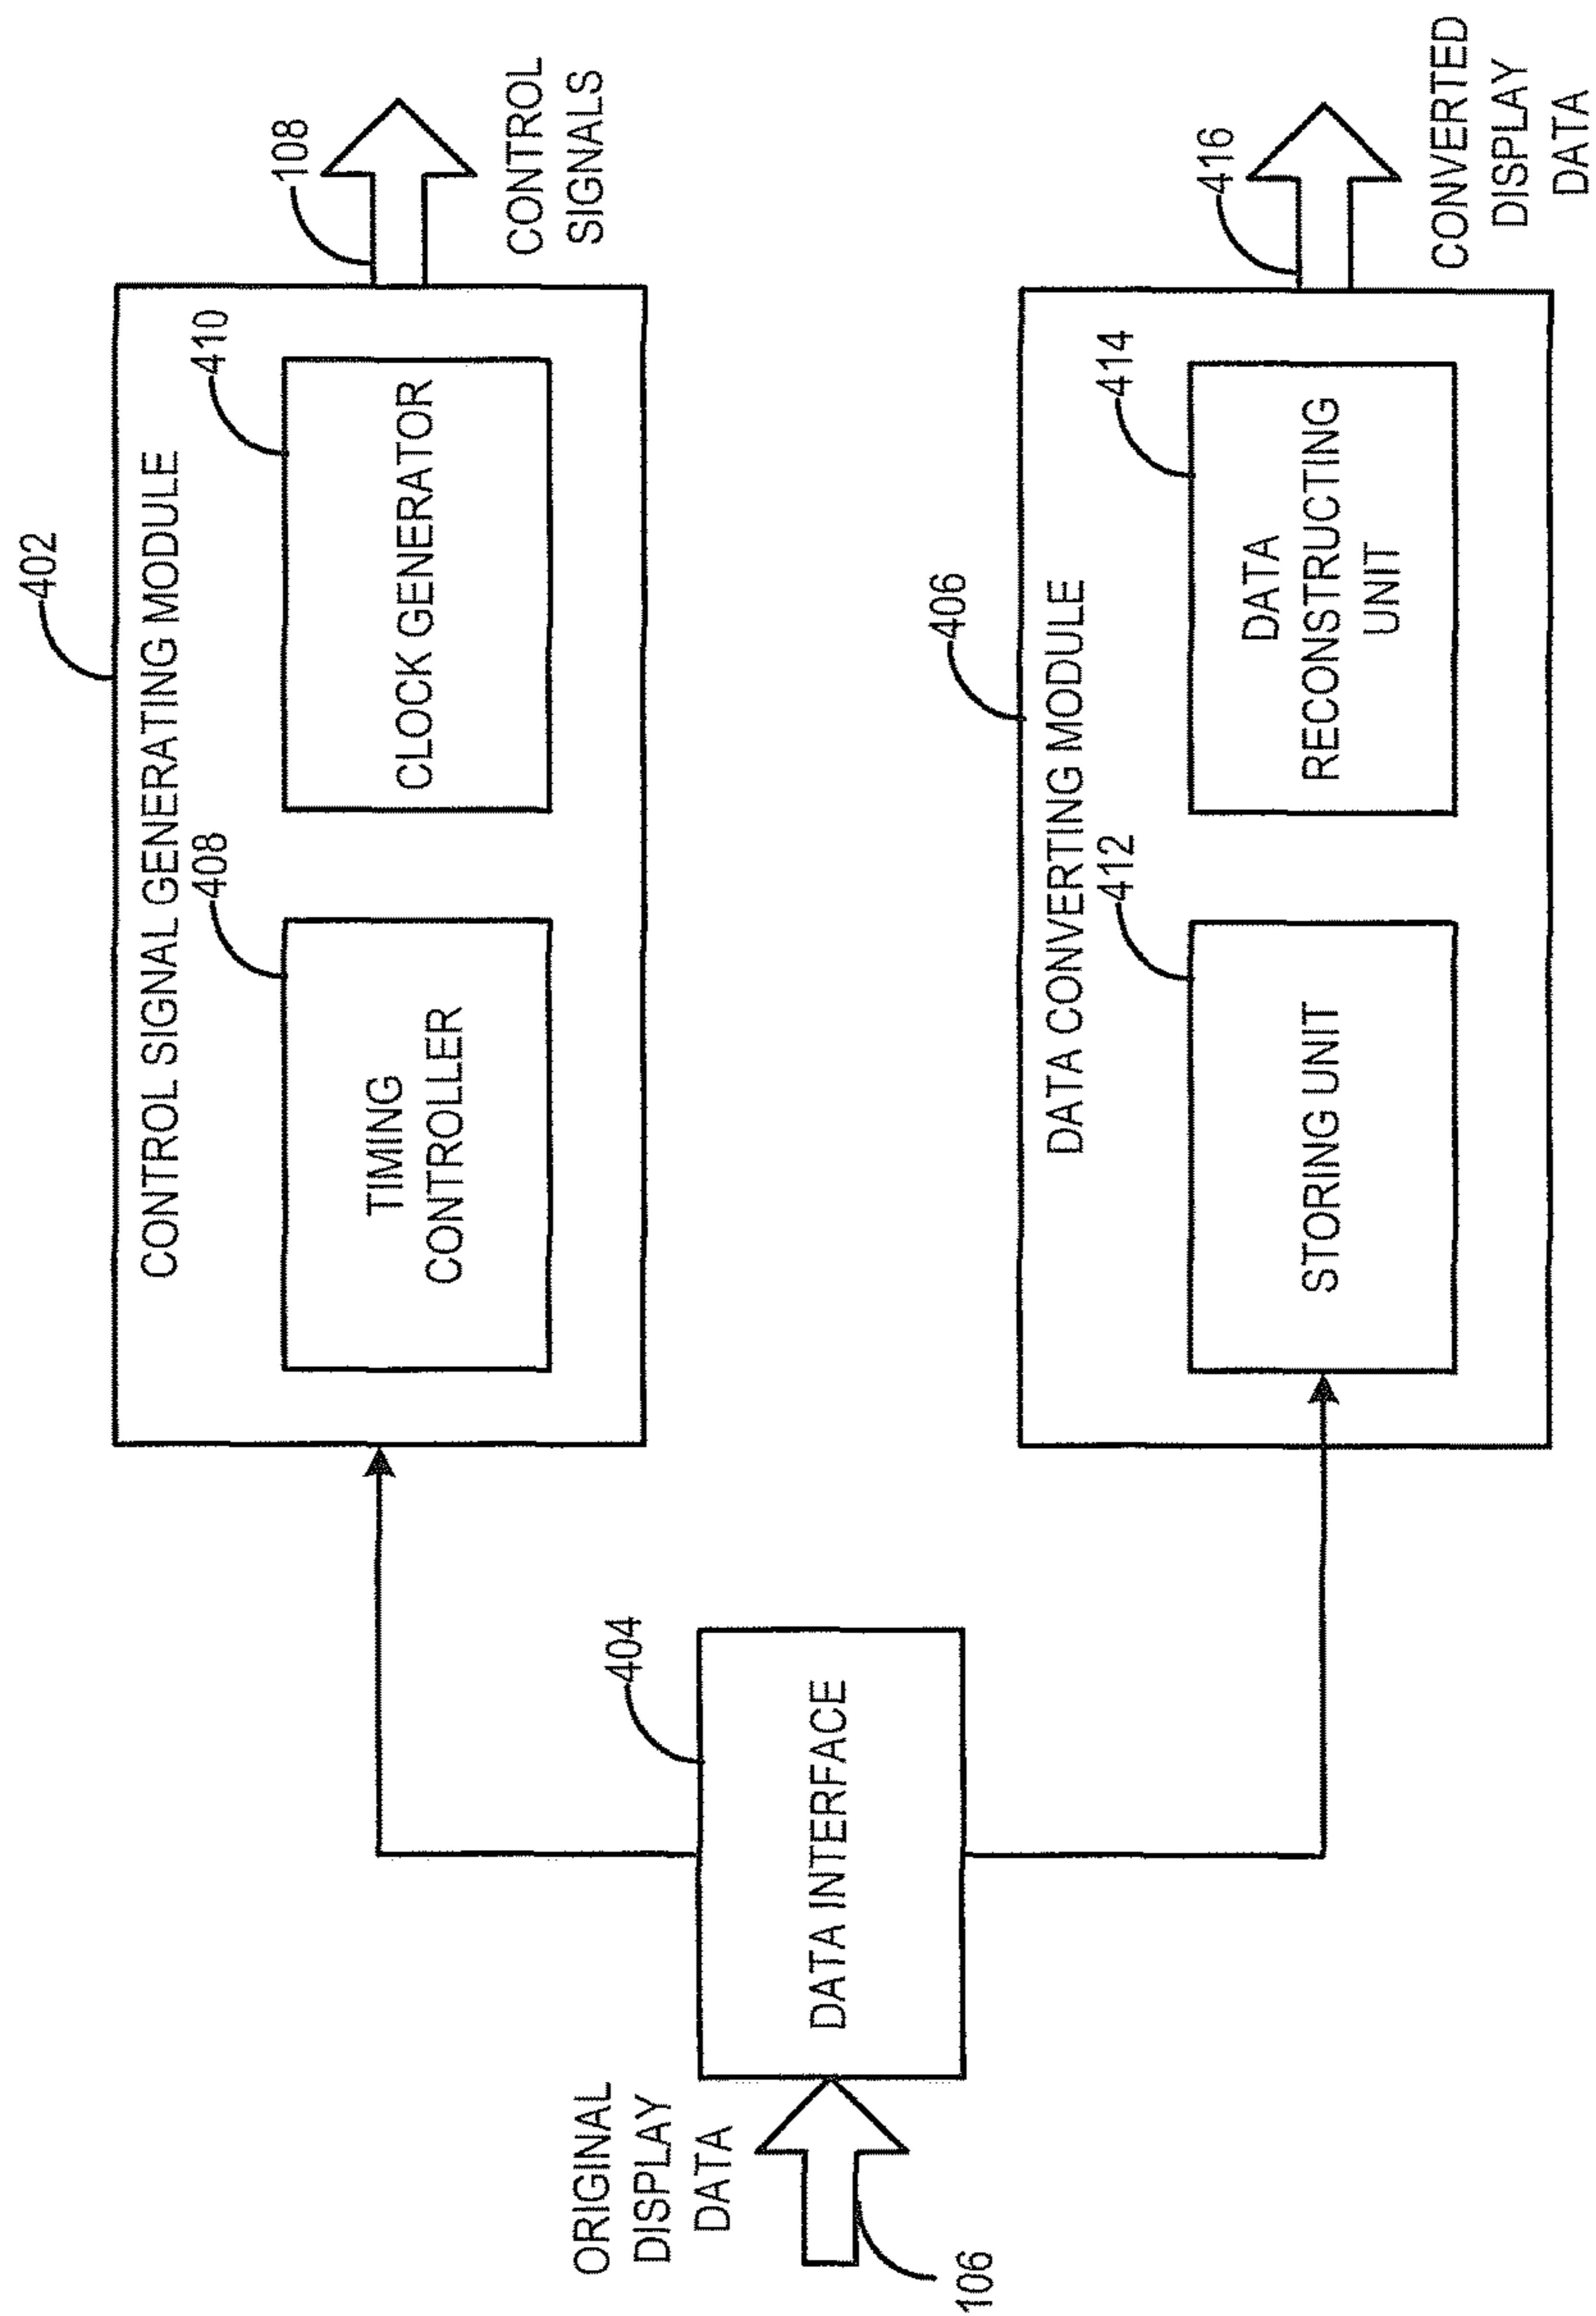 402
CONTROL SIGNAL GENERATING MODULE
408
TIMING
CONTROLLER
410
CLOCK GENERATOR
108
CONTROL
SIGNALS
ORIGINAL
DISPLAY
DATA
106
404
DATA INTERFACE
406
DATA CONVERTING MODULE
412
STORING UNIT
414
DATA
RECONSTRUCTING
UNIT
416
CONVERTED
DISPLAY
DATA